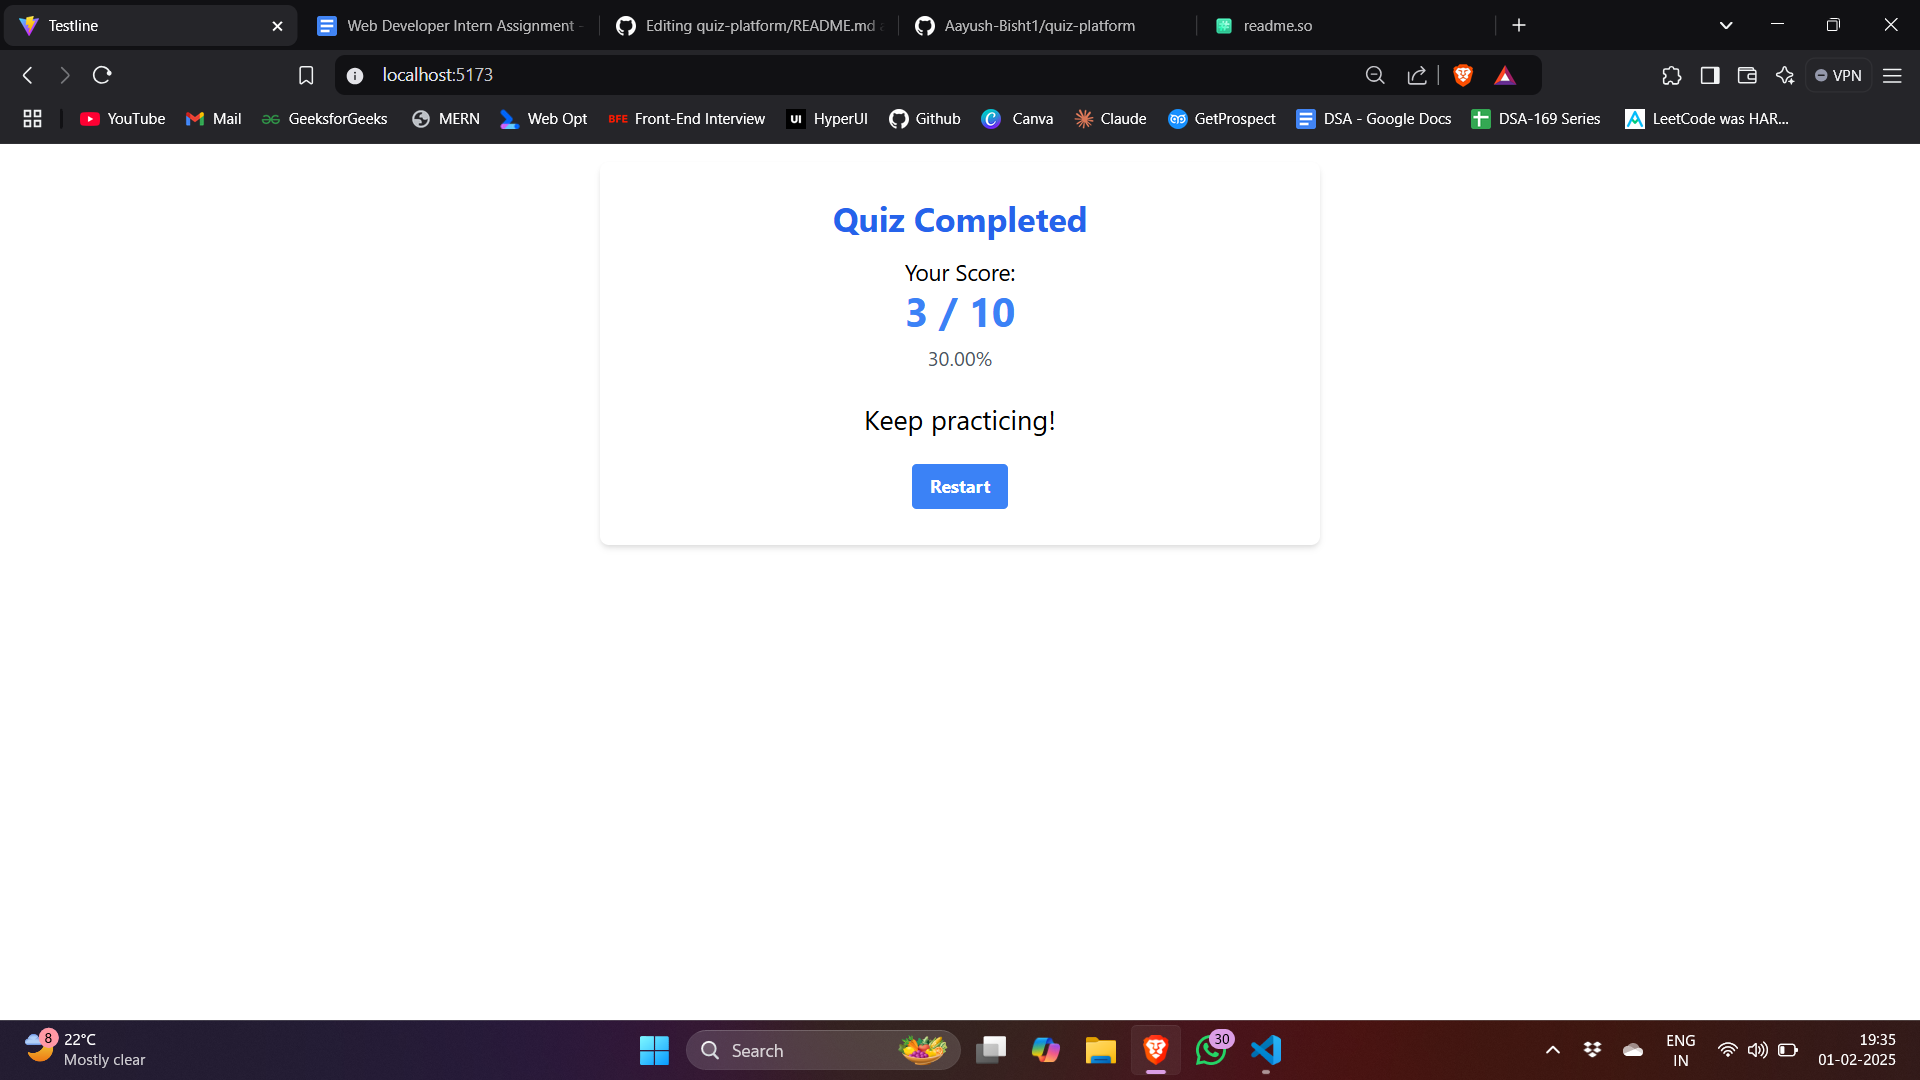 Testline
Web Developer Intern Assignment -
Editing quiz-platform/README.md a
Aayush-Bisht1/quiz-platform
readme.so
localhost:5173
VPN
YouTube
Mail
GeeksforGeeks
MERN
Web Opt
BFE Front-End Interview
UI HyperUI
Github
Canva
Claude
GetProspect
DSA - Google Docs
DSA-169 Series
LeetCode was HAR...
Quiz Completed
Your Score:
3 / 10
30.00%
Keep practicing!
Restart
8
22°C
Mostly clear
Search
30
ENG
IN
19:35
01-02-2025